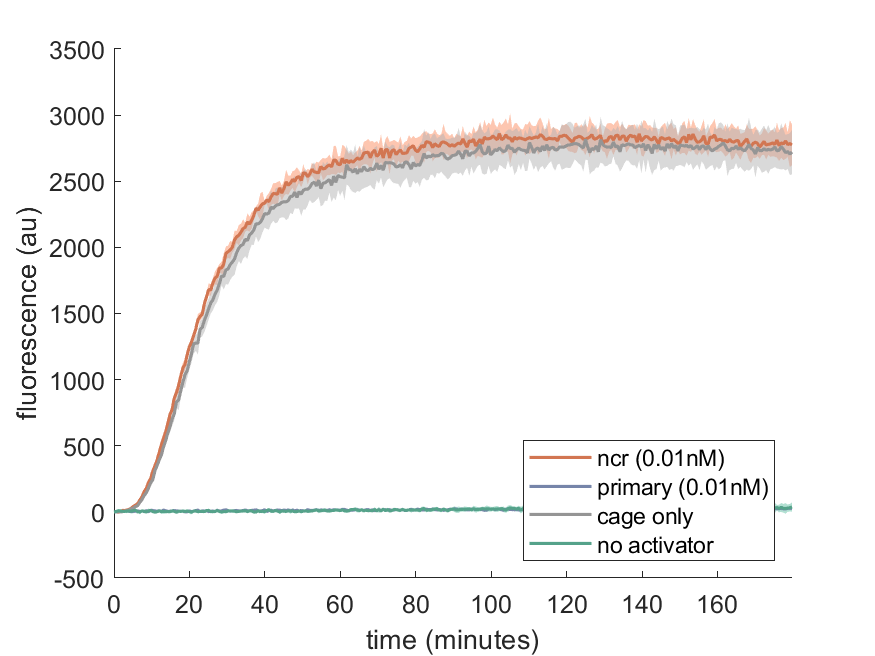 3500
3000
2500
2000
1500
1000
500
0
-500
fluorescence (au)
0 20 40 60 80 100 120 140 160
time (minutes)
ncr (0.01nM)
primary (0.01nM)
cage only
no activator